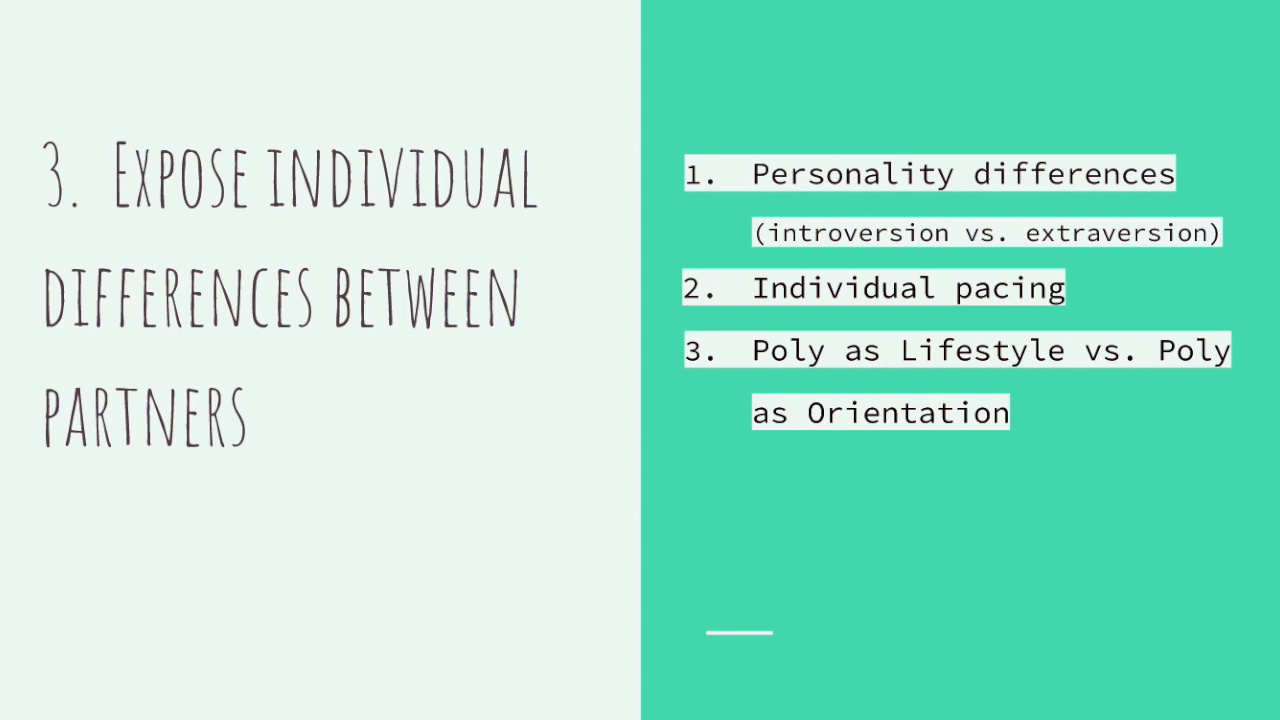 3. Expose individual
differences between
partners
1. Personality differences
(introversion vs. extraversion)
2. Individual pacing
3. Poly as Lifestyle vs. Poly
as Orientation